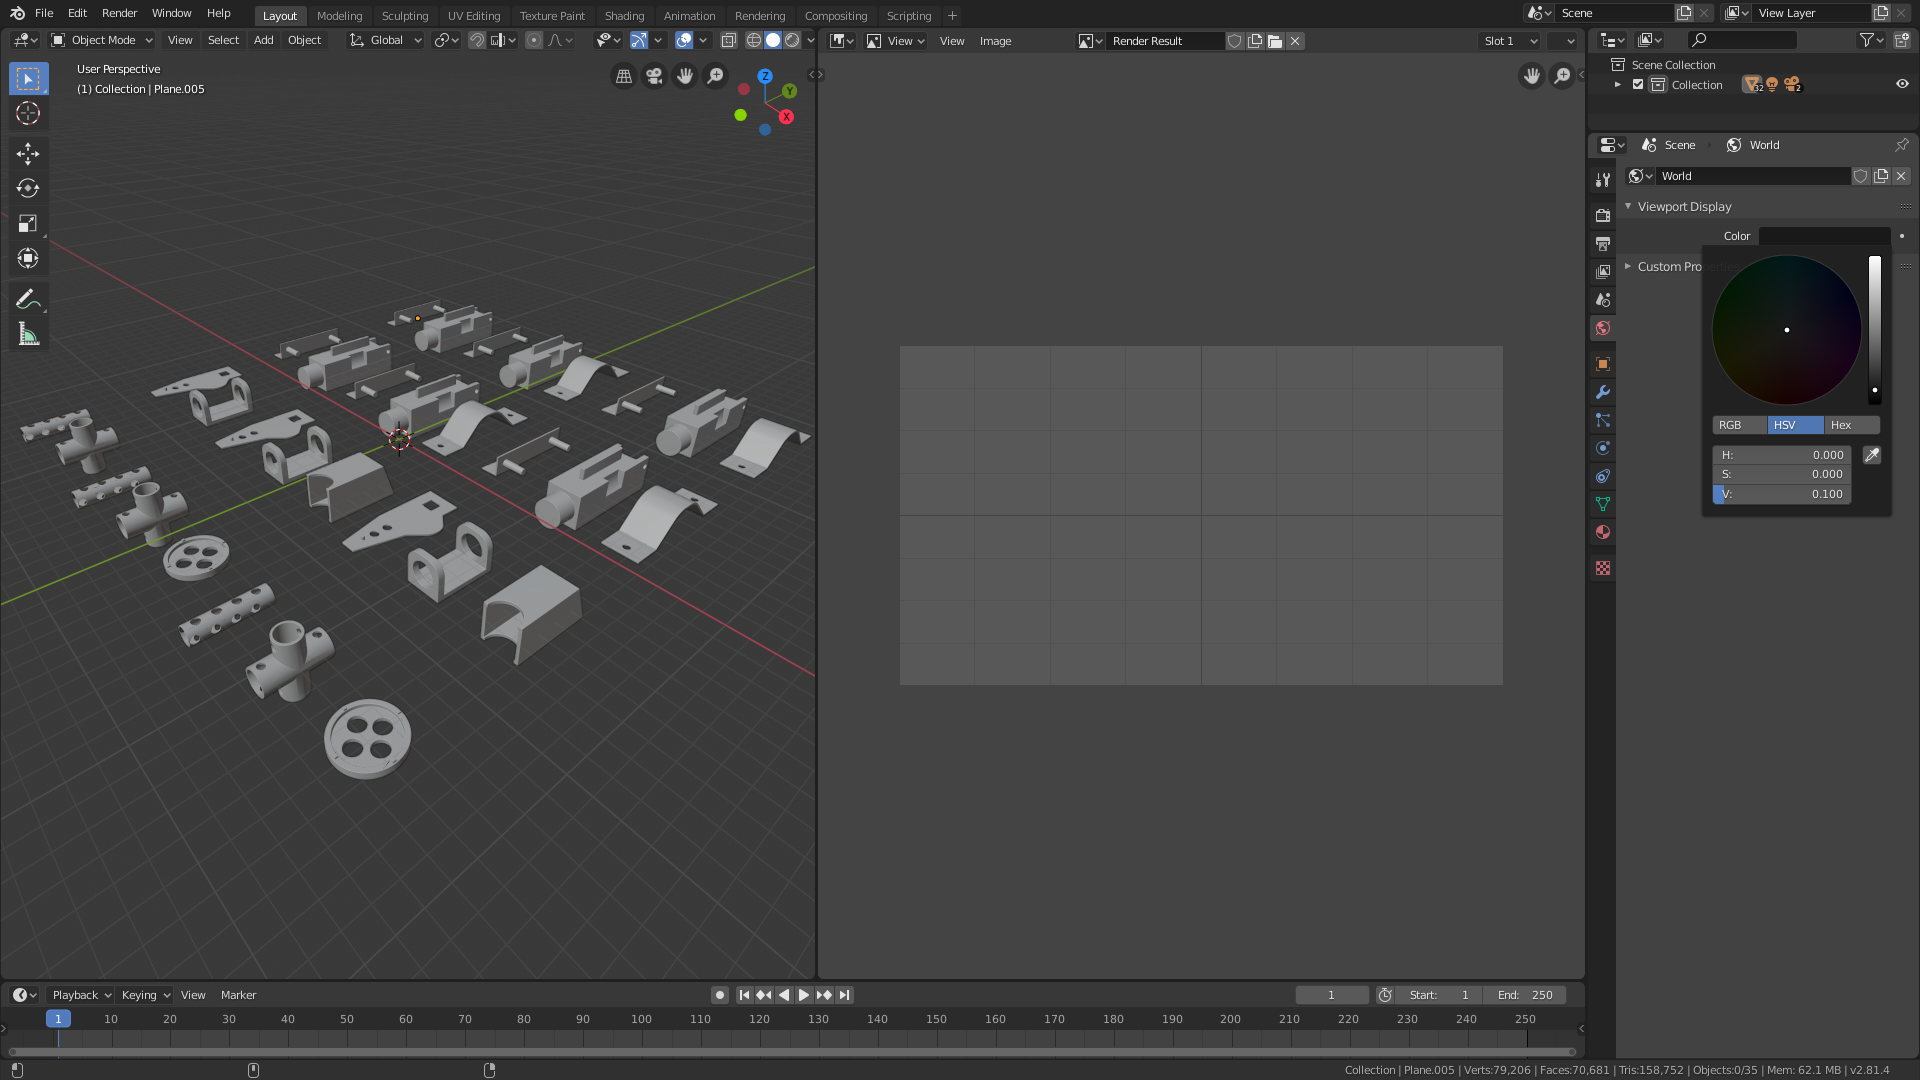 File Edit Render Window Help Layout Modeling Sculpting UV Editing Texture Paint Shading Animation Rendering Compositing Scripting + Scene View Layer
Object Mode View Select Add Object Global View View Image Render Result Slot 1
User Perspective
(1) Collection | Plane.005
Z
Y
X
Scene Collection
Collection 32 2
Scene World
World
Viewport Display
Color
Custom Pro
RGB HSV Hex
H: 0.000
S: 0.000
V: 0.100
Playback Keying View Marker 1 Start: 1 End: 250
1 10 20 30 40 50 60 70 80 90 100 110 120 130 140 150 160 170 180 190 200 210 220 230 240 250
Collection | Plane.005 | Verts:79,206 | Faces:70,681 | Tris:158,752 | Objects:0/35 | Mem: 62.1 MB | v2.81.4